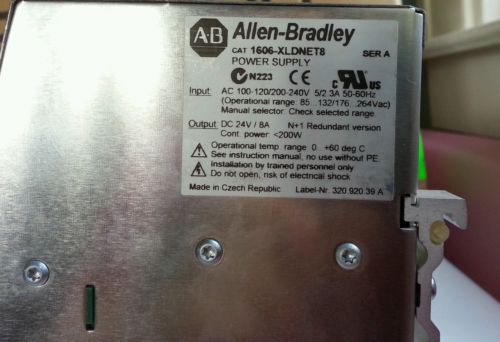 A-B Allen-Bradley
CAT 1606-XLDNET8 SER A
POWER SUPPLY
N223 CE c RU us
Input: AC 100-120/200-240V 5/2.3A 50-60Hz
(Operational range: 85...132/176...264Vac)
Manual selector: Check selected range
Output: DC 24V / 8A N+1 Redundant version
Cont. power: <200W
Operational temp. range 0...+60 deg C
See instruction manual, no use without PE.
Installation by trained personnel only
Do not open, risk of electrical shock
Made in Czech Republic Label-Nr. 320 920 39 A